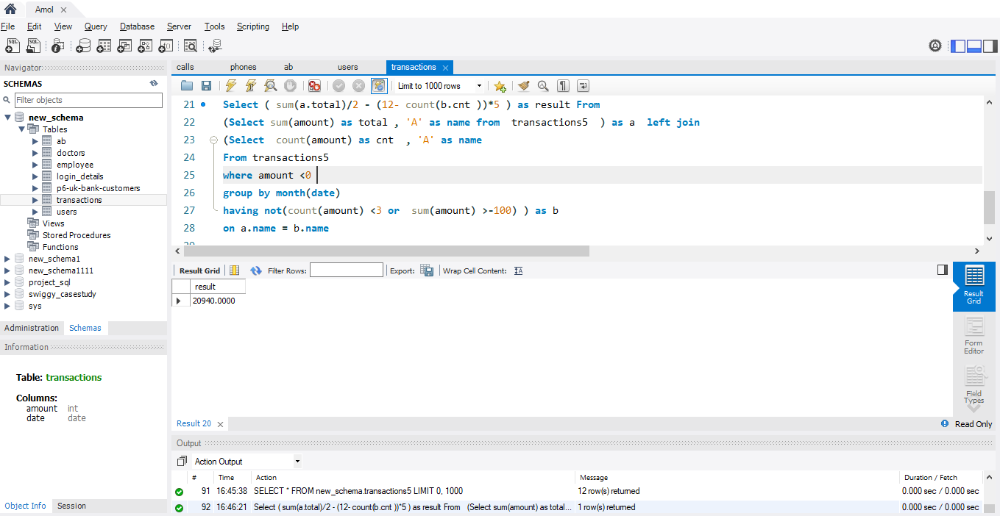 Amol
File Edit View Query Database Server Tools Scripting Help
Navigator
SCHEMAS
Filter objects
new_schema
Tables
ab
doctors
employee
login_details
p6-uk-bank-customers
transactions
users
Views
Stored Procedures
Functions
new_schema1
new_schema1111
project_sql
swiggy_casestudy
sys
Administration Schemas
Information
Table: transactions
Columns:
amount int
date date
Object Info Session
calls phones ab users transactions
Limit to 1000 rows
21 Select ( sum(a.total)/2 - (12- count(b.cnt ))*5 ) as result From
22 (Select sum(amount) as total , 'A' as name from transactions5 ) as a left join
23 (Select count(amount) as cnt , 'A' as name
24 From transactions5
25 where amount <0
26 group by month(date)
27 having not(count(amount) <3 or sum(amount) >-100) ) as b
28 on a.name = b.name
29
Result Grid Filter Rows: Export: Wrap Cell Content:
result
20940.0000
Result Grid
Form Editor
Field Types
Result 20
Read Only
Output
Action Output
# Time Action Message Duration / Fetch
91 16:45:38 SELECT * FROM new_schema.transactions5 LIMIT 0, 1000 12 row(s) returned 0.000 sec / 0.000 sec
92 16:46:21 Select ( sum(a.total)/2 - (12- count(b.cnt ))*5 ) as result From (Select sum(amount) as total... 1 row(s) returned 0.000 sec / 0.000 sec